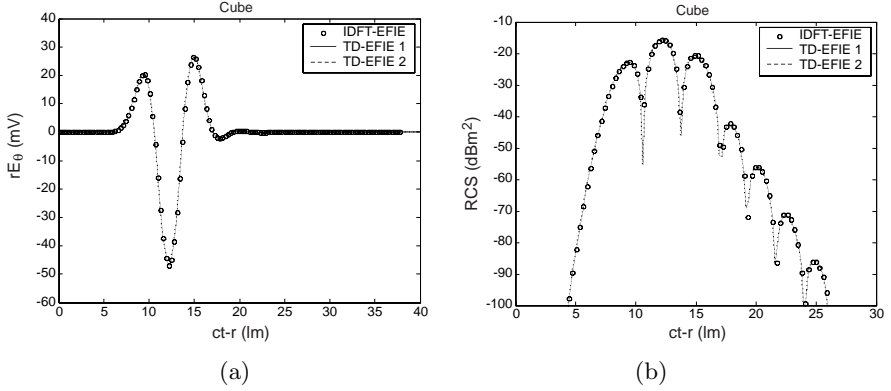 Cube
IDFT-EFIE
TD-EFIE 1
TD-EFIE 2
rEθ (mV)
40
30
20
10
0
-10
-20
-30
-40
-50
-60
0
5
10
15
20
25
30
35
40
ct-r (lm)
(a)
Cube
IDFT-EFIE
TD-EFIE 1
TD-EFIE 2
RCS (dBm²)
0
-10
-20
-30
-40
-50
-60
-70
-80
-90
-100
0
5
10
15
20
25
30
ct-r (lm)
(b)